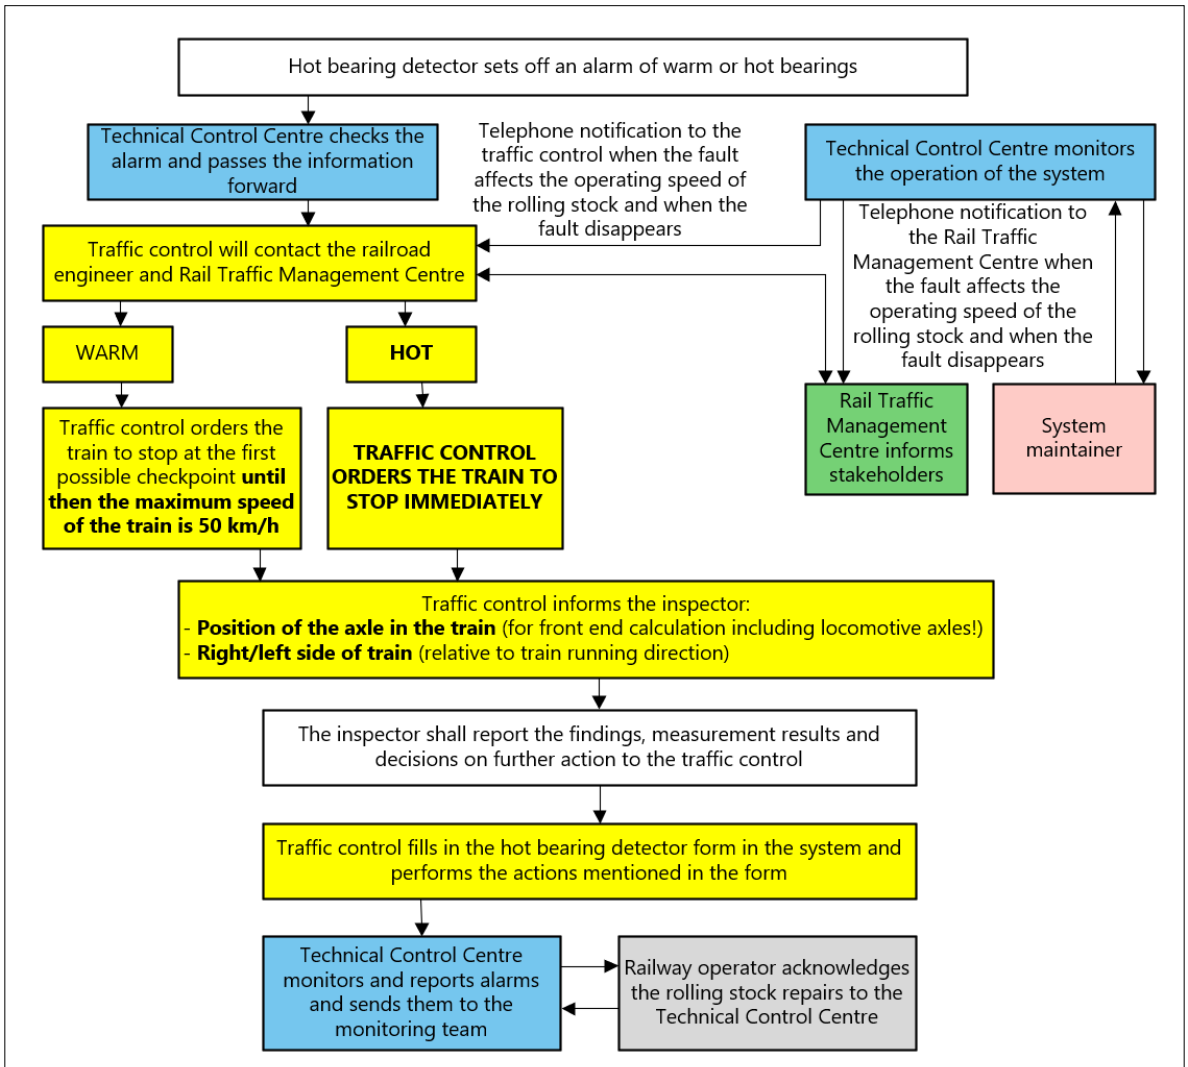 Hot bearing detector sets off an alarm of warm or hot bearings
Technical Control Centre checks the
alarm and passes the information
forward
Telephone notification to the
traffic control when the fault
affects the operating speed of
the rolling stock and when the
fault disappears
Technical Control Centre monitors
the operation of the system
Telephone notification to
the Rail Traffic
Management Centre when
the fault affects the
operating speed of the
rolling stock and when the
fault disappears
Traffic control will contact the railroad
engineer and Rail Traffic Management Centre
WARM
HOT
Traffic control orders the
train to stop at the first
possible checkpoint until
then the maximum speed
of the train is 50 km/h
TRAFFIC CONTROL
ORDERS THE TRAIN TO
STOP IMMEDIATELY
Rail Traffic
Management
Centre informs
stakeholders
System
maintainer
Traffic control informs the inspector:
- Position of the axle in the train (for front end calculation including locomotive axles!)
- Right/left side of train (relative to train running direction)
The inspector shall report the findings, measurement results and
decisions on further action to the traffic control
Traffic control fills in the hot bearing detector form in the system and
performs the actions mentioned in the form
Technical Control Centre
monitors and reports alarms
and sends them to the
monitoring team
Railway operator acknowledges
the rolling stock repairs to the
Technical Control Centre